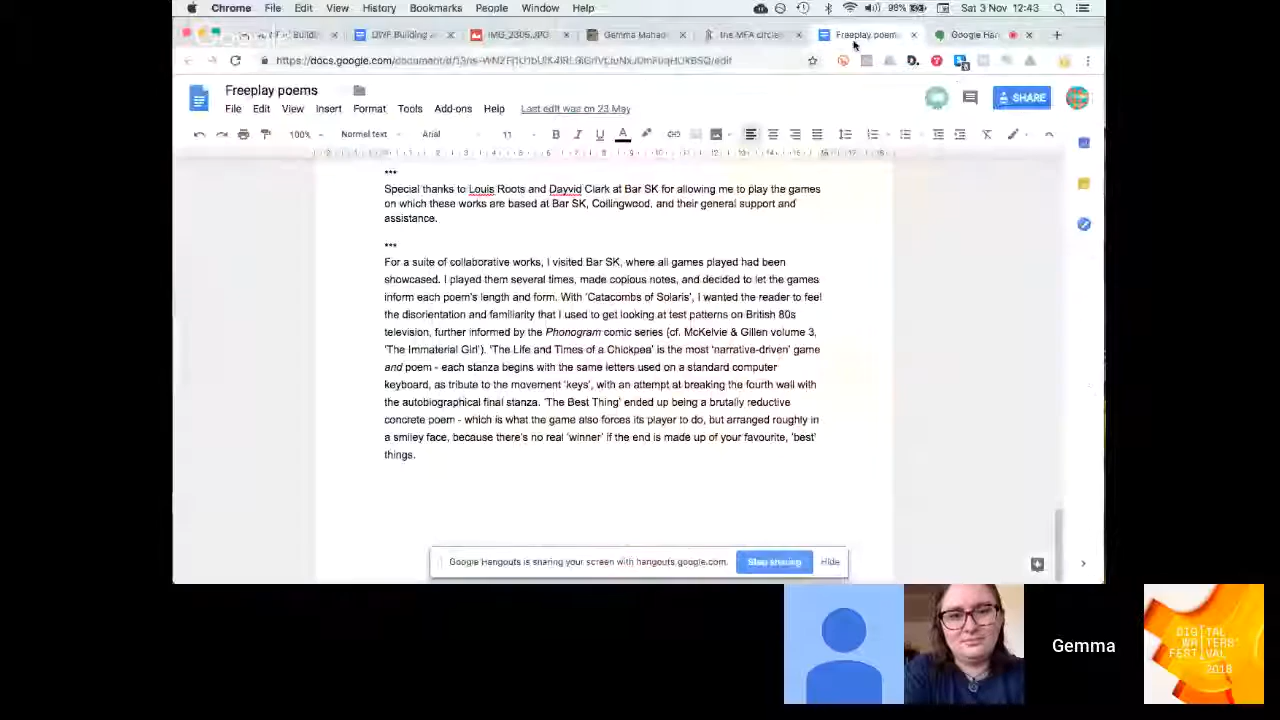 Chrome File Edit View History Bookmarks People Window Help 98% Sat 3 Nov 12:43
DWF Building IMG_2306.JPG Gemma Mahad the MFA circle Freeplay poem Google Han
Freeplay poems
File Edit View Insert Format Tools Add-ons Help Last edit was on 23 May SHARE
100% Normal text Arial 11 B I U A
***
Special thanks to Louis Roots and Dayvid Clark at Bar SK for allowing me to play the games
on which these works are based at Bar SK, Collingwood, and their general support and
assistance.
***
For a suite of collaborative works, I visited Bar SK, where all games played had been
showcased. I played them several times, made copious notes, and decided to let the games
inform each poem's length and form. With 'Catacombs of Solaris', I wanted the reader to feel
the disorientation and familiarity that I used to get looking at test patterns on British 80s
television, further informed by the Phonogram comic series (cf. McKelvie & Gillen volume 3,
'The Immaterial Girl'). 'The Life and Times of a Chickpea' is the most 'narrative-driven' game
and poem - each stanza begins with the same letters used on a standard computer
keyboard, as tribute to the movement 'keys', with an attempt at breaking the fourth wall with
the autobiographical final stanza. 'The Best Thing' ended up being a brutally reductive
concrete poem - which is what the game also forces its player to do, but arranged roughly in
a smiley face, because there's no real 'winner' if the end is made up of your favourite, 'best'
things.
Google Hangouts is sharing your screen with hangouts.google.com. Stop sharing Hide
Gemma
DIGITAL
WRITERS'
FESTIVAL
2018